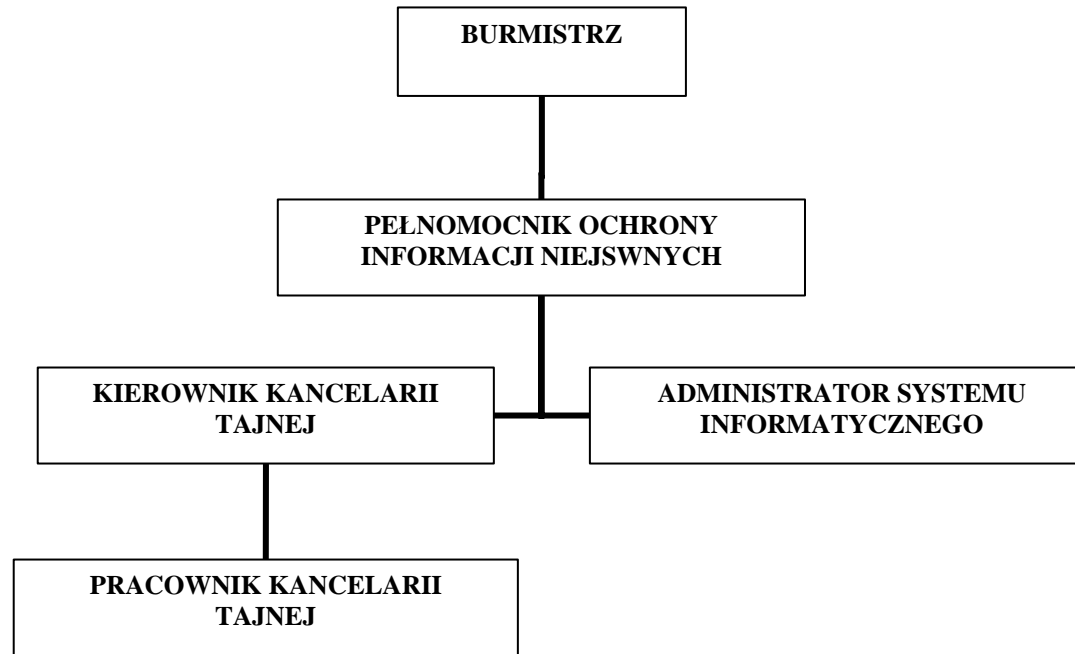 BURMISTRZ
PEŁNOMOCNIK OCHRONY
INFORMACJI NIEJSWNYCH
KIEROWNIK KANCELARII
TAJNEJ
ADMINISTRATOR SYSTEMU
INFORMATYCZNEGO
PRACOWNIK KANCELARII
TAJNEJ